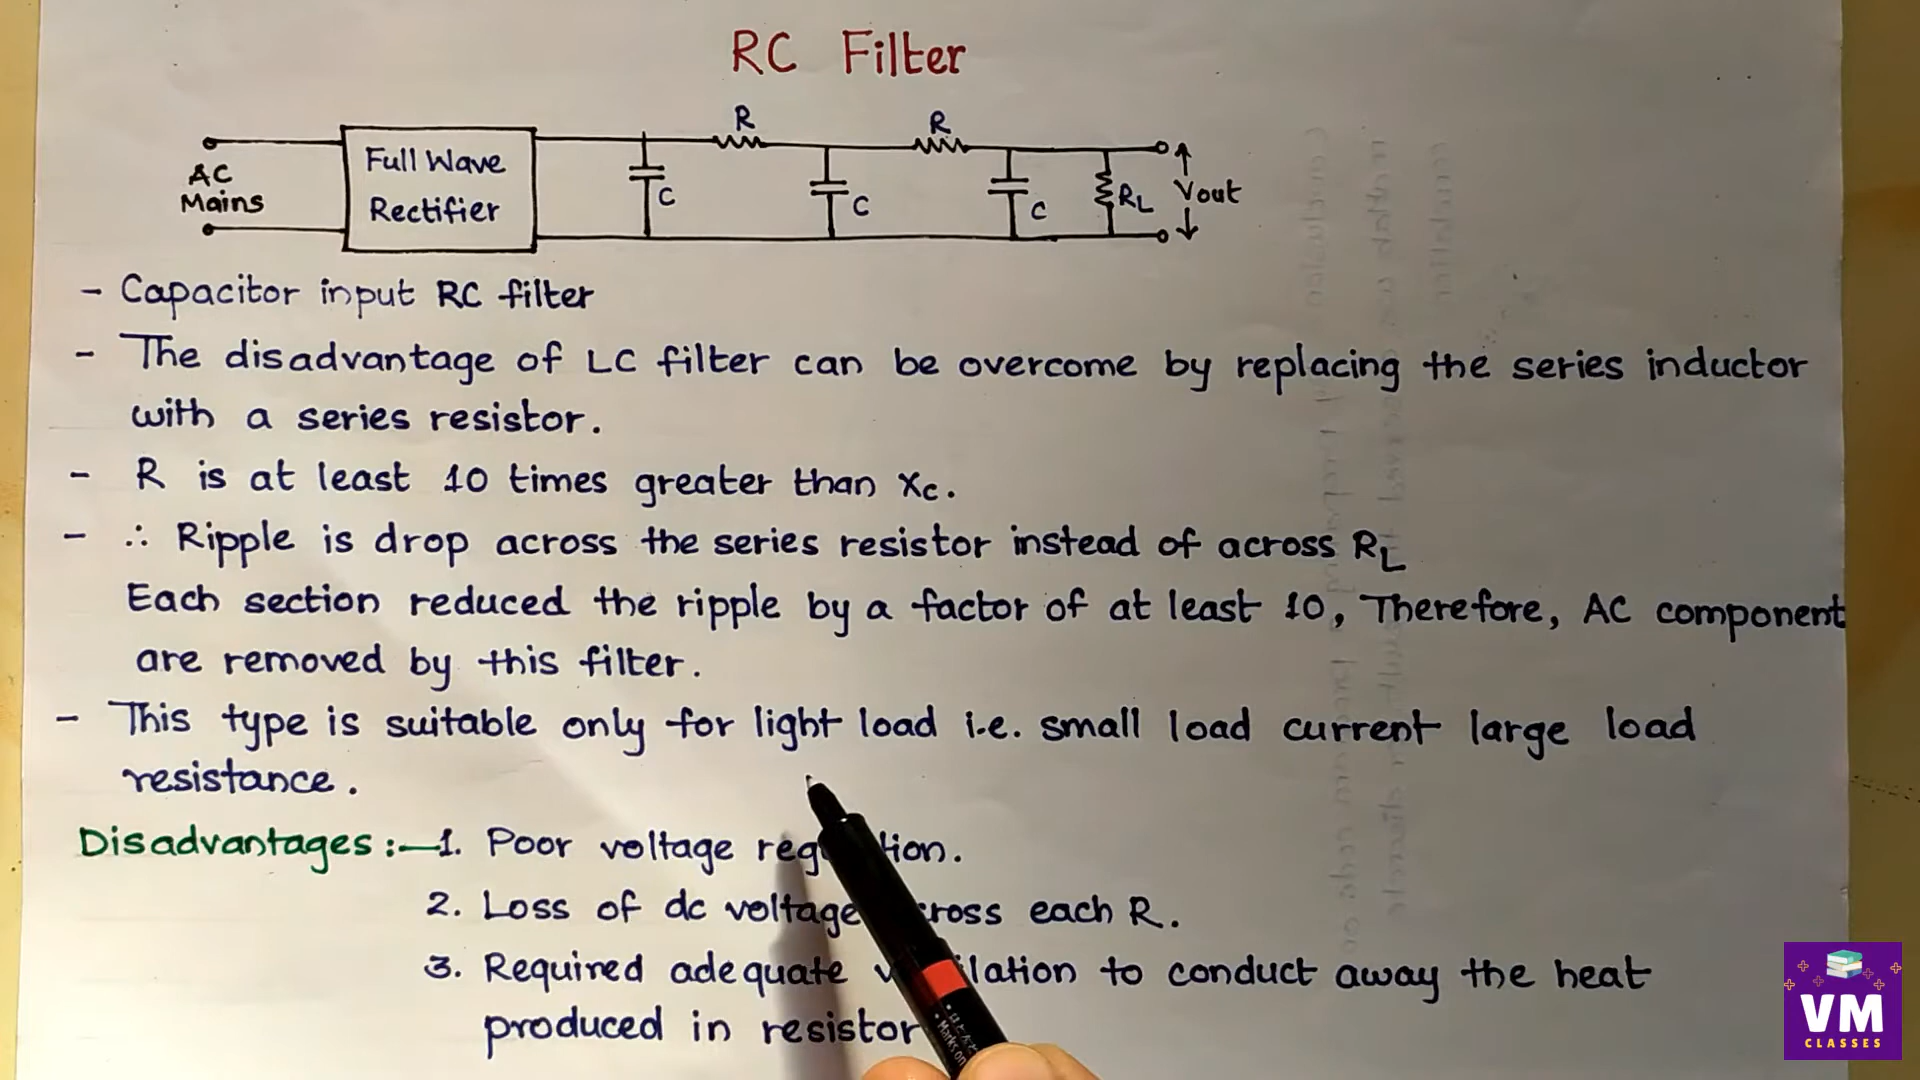 RC Filter
R
R
AC
Mains
Full Wave
Rectifier
C
C
C
RL
Vout
- Capacitor input RC filter
- The disadvantage of LC filter can be overcome by replacing the series inductor
with a series resistor.
- R is at least 10 times greater than Xc.
- ∴ Ripple is drop across the series resistor instead of across RL
Each section reduced the ripple by a factor of at least 10, Therefore, AC component
are removed by this filter.
- This type is suitable only for light load i.e. small load current large load
resistance.
Disadvantages :- 1. Poor voltage
2. Loss of dc voltage each R.
3. Required adequate to conduct away the heat
produced in resistor
VM
CLASSES